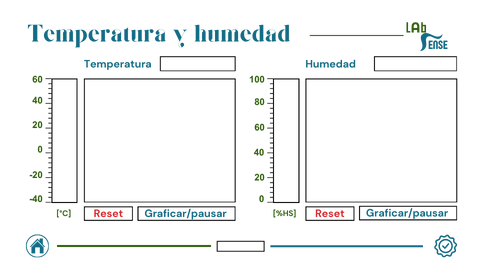 Temperatura y humedad
LAb
SENSE
Temperatura
Humedad
60
40
20
0
-20
-40
[°C]
Reset
Graficar/pausar
100
80
60
40
20
0
[%HS]
Reset
Graficar/pausar